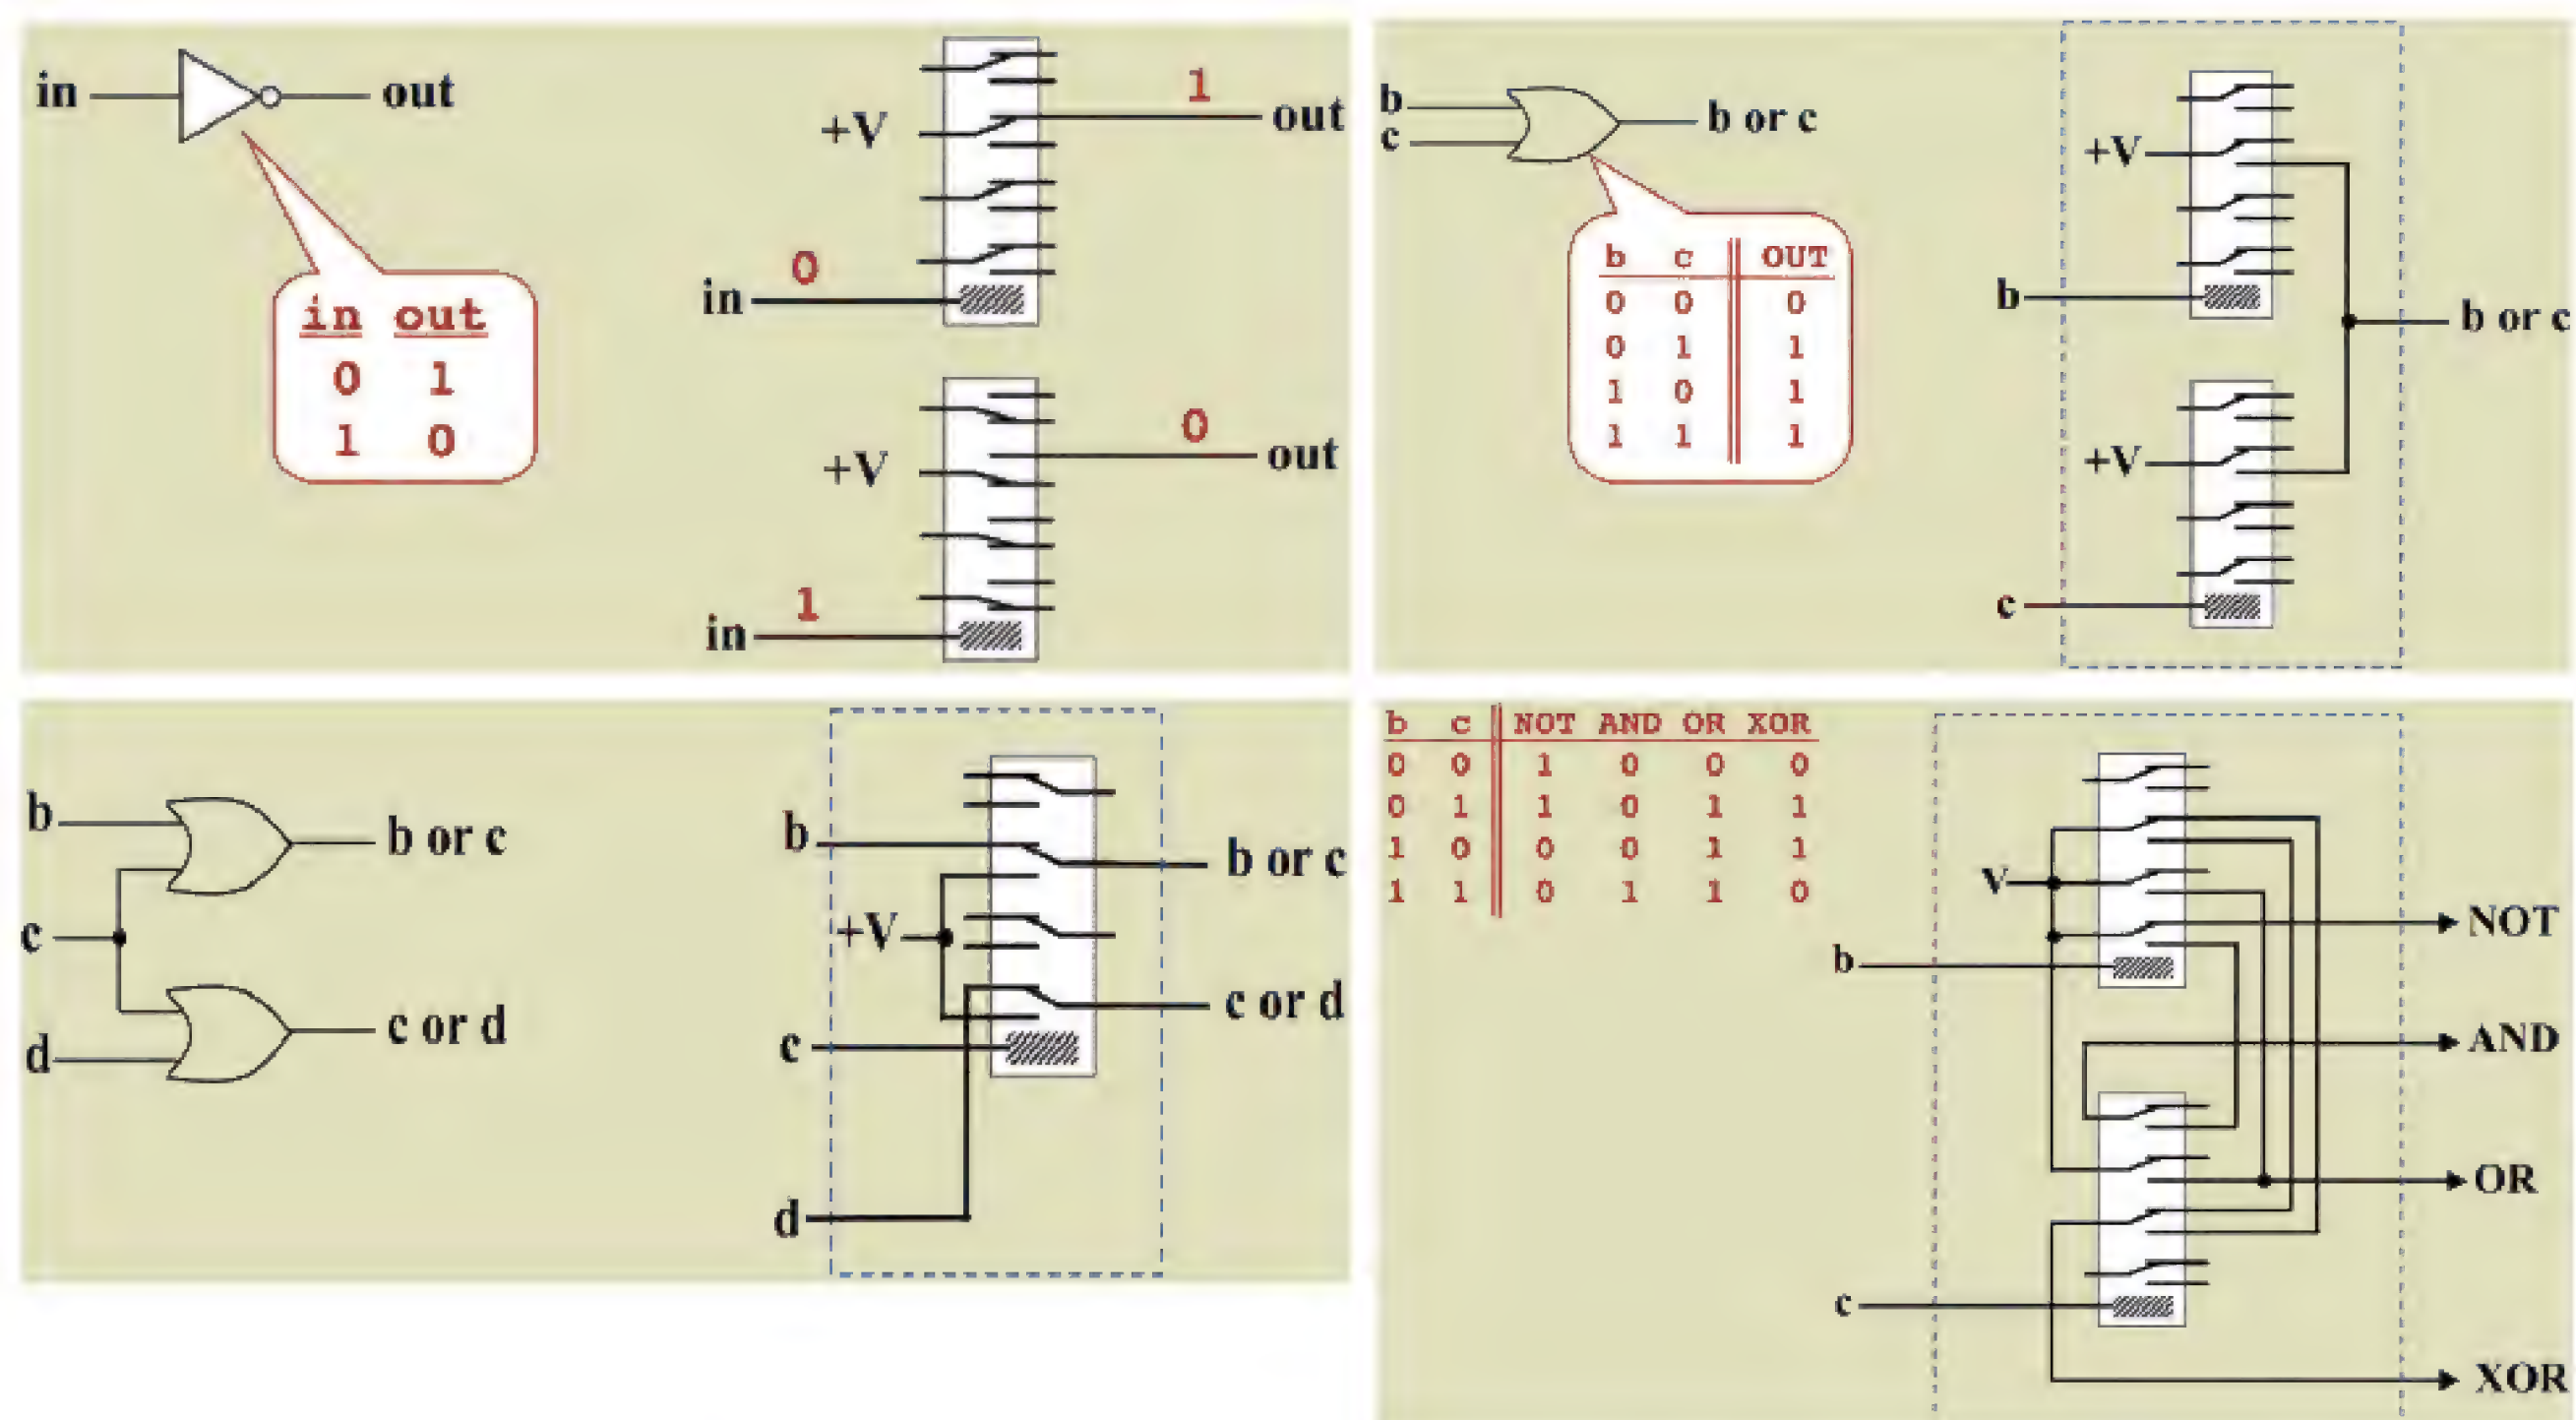 in out
in out
0 1
1 0
+V
1
out
0
in
+V
0
out
1
in
b
c
b or c
b c OUT
0 0 0
0 1 1
1 0 1
1 1 1
+V
b
b or c
+V
c
b
b or c
c
d
c or d
b
b or c
+V
c or d
c
d
b c NOT AND OR XOR
0 0 1 0 0 0
0 1 1 0 1 1
1 0 0 0 1 1
1 1 0 1 1 0
V
NOT
b
AND
OR
c
XOR